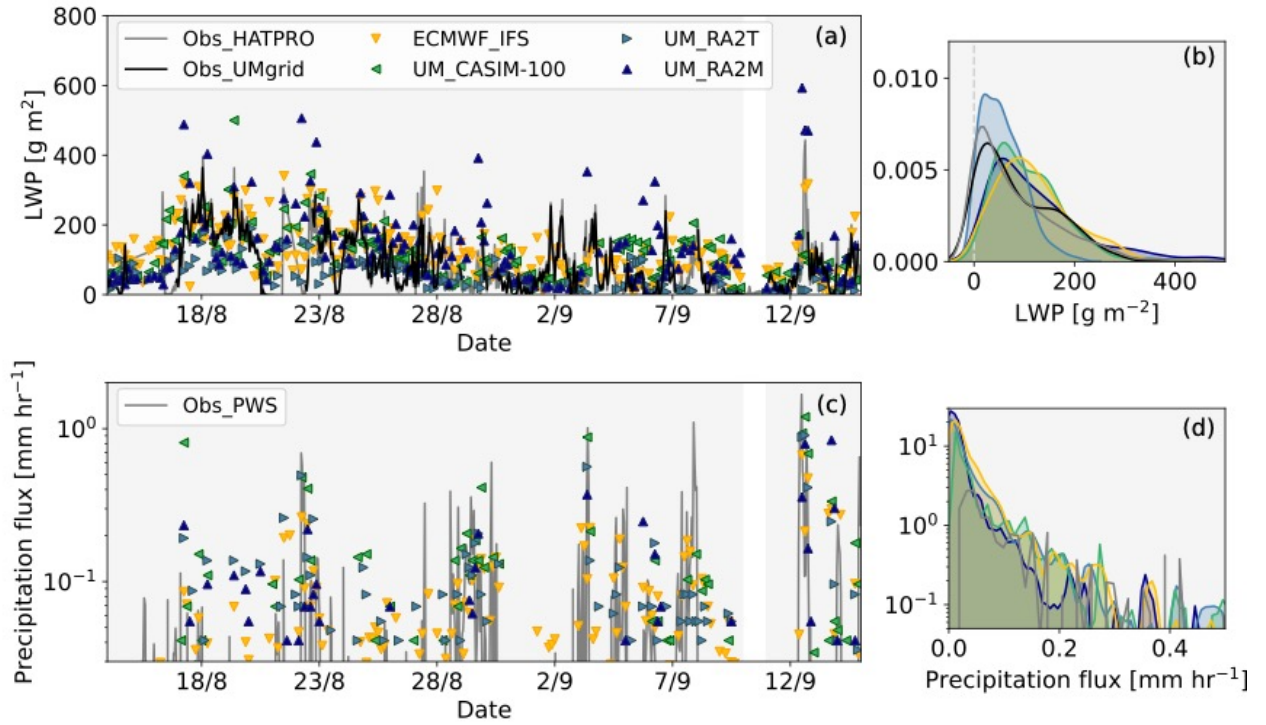 (a)
Obs_HATPRO ECMWF_IFS UM_RA2T
Obs_UMgrid UM_CASIM-100 UM_RA2M
LWP [g m²]
800
600
400
200
0
18/8 23/8 28/8 2/9 7/9 12/9
Date
(b)
0.010
0.005
0.000
0 200 400
LWP [g m⁻²]
(c)
Obs_PWS
Precipitation flux [mm hr⁻¹]
10⁰
10⁻¹
18/8 23/8 28/8 2/9 7/9 12/9
Date
(d)
10¹
10⁰
10⁻¹
0.0 0.2 0.4
Precipitation flux [mm hr⁻¹]